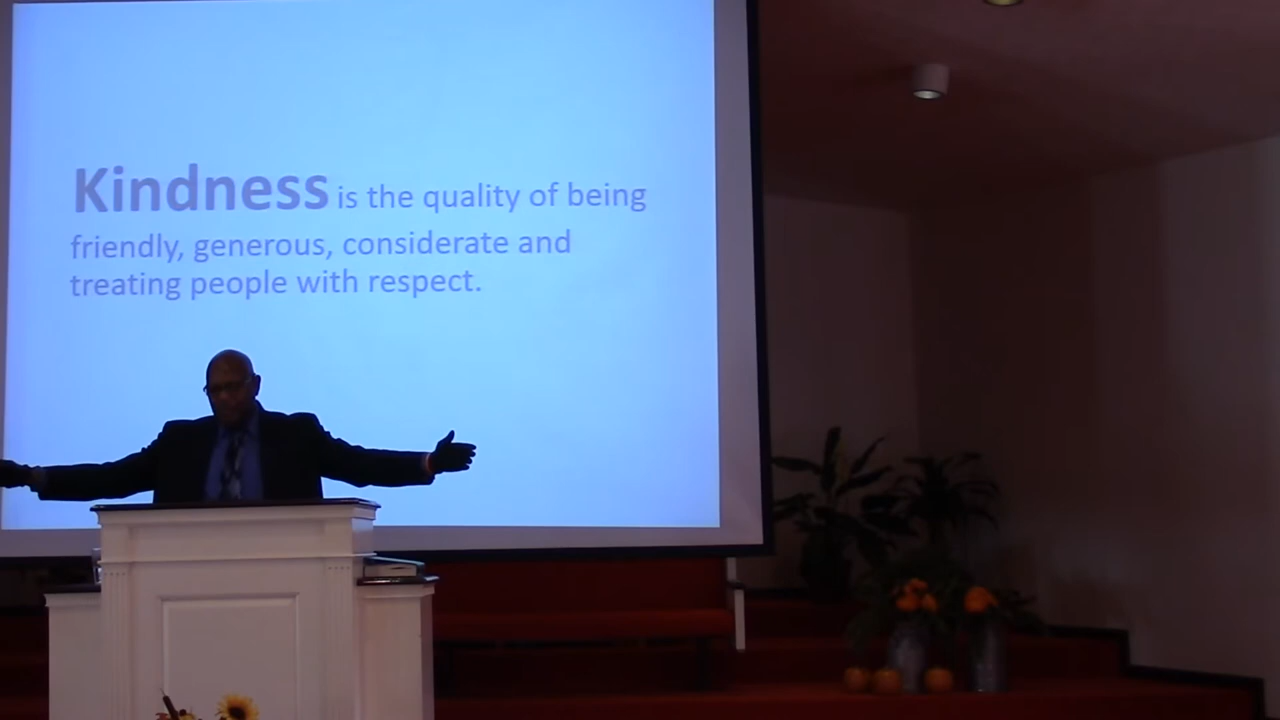 Kindness is the quality of being
friendly, generous, considerate and
treating people with respect.